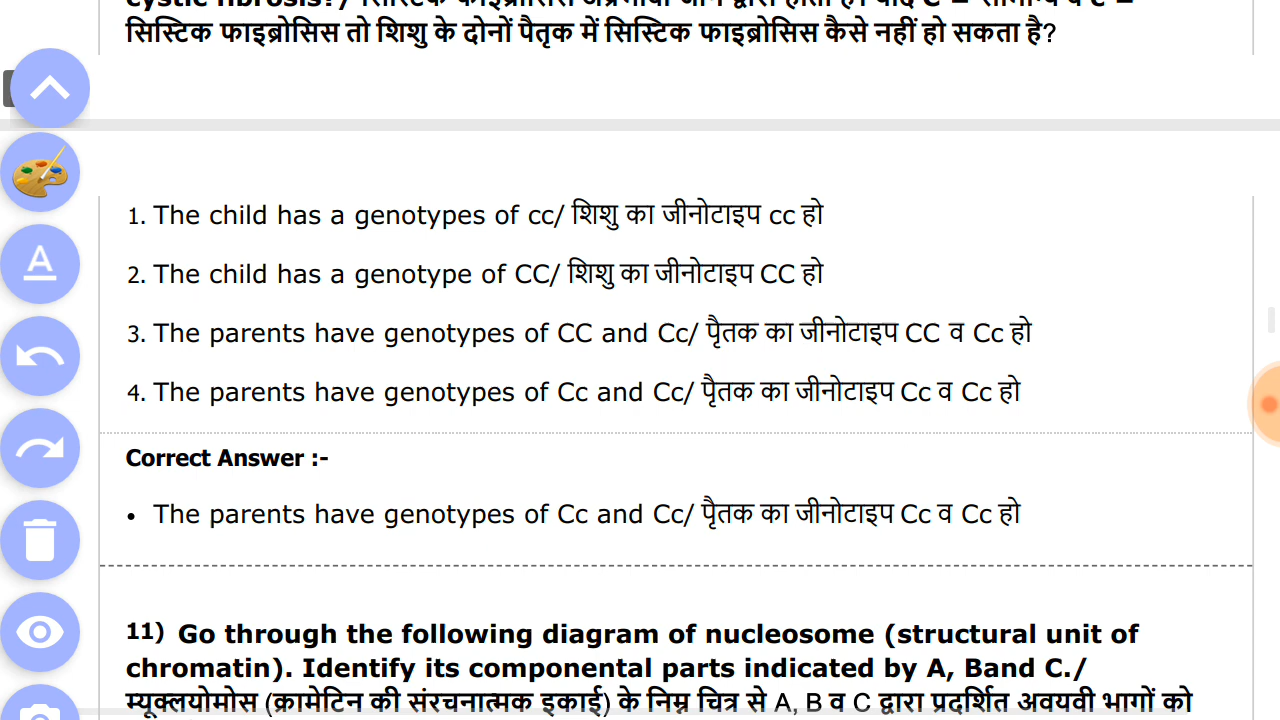 सिस्टिक फाइब्रोसिस तो शिशु के दोनों पैतृक में सिस्टिक फाइब्रोसिस कैसे नहीं हो सकता है?
1. The child has a genotypes of cc/ शिशु का जीनोटाइप cc हो
2. The child has a genotype of CC/ शिशु का जीनोटाइप CC हो
3. The parents have genotypes of CC and Cc/ पृैतक का जीनोटाइप CC व Cc हो
4. The parents have genotypes of Cc and Cc/ पृैतक का जीनोटाइप Cc व Cc हो
Correct Answer :-
• The parents have genotypes of Cc and Cc/ पृैतक का जीनोटाइप Cc व Cc हो
11) Go through the following diagram of nucleosome (structural unit of
chromatin). Identify its componental parts indicated by A, Band C./
म्यूक्लयोमोस (क्रामेटिन की संरचनात्मक इकाई) के निम्न चित्र से A, B व C द्वारा प्रदर्शित अवयवी भागों को